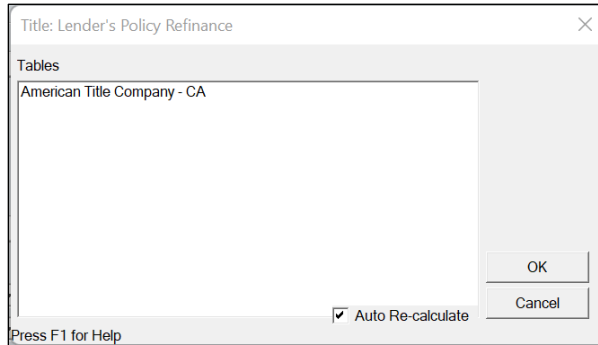 Title: Lender's Policy Refinance
Tables
American Title Company - CA
OK
Cancel
Auto Re-calculate
Press F1 for Help